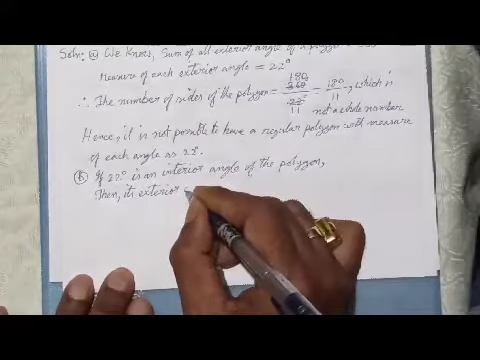 Soln: (a) We Know, Sum of all exterior angle of a polygon = 360
Measure of each exterior angle = 22°
∴ The number of sides of the polygon = 360/22 = 180/11, which is
not a whole number
Hence, it is not possible to have a regular polygon with measure
of each angle as 22°.
(b) If 22° is an interior angle of the polygon,
Then, its exterior